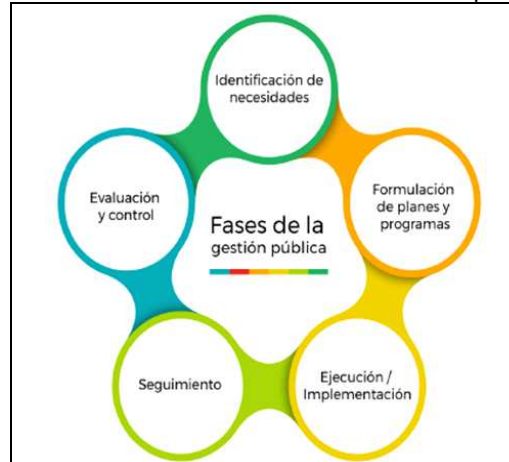 Identificación de
necesidades
Formulación
de planes y
programas
Ejecución /
Implementación
Seguimiento
Evaluación
y control
Fases de la
gestión pública